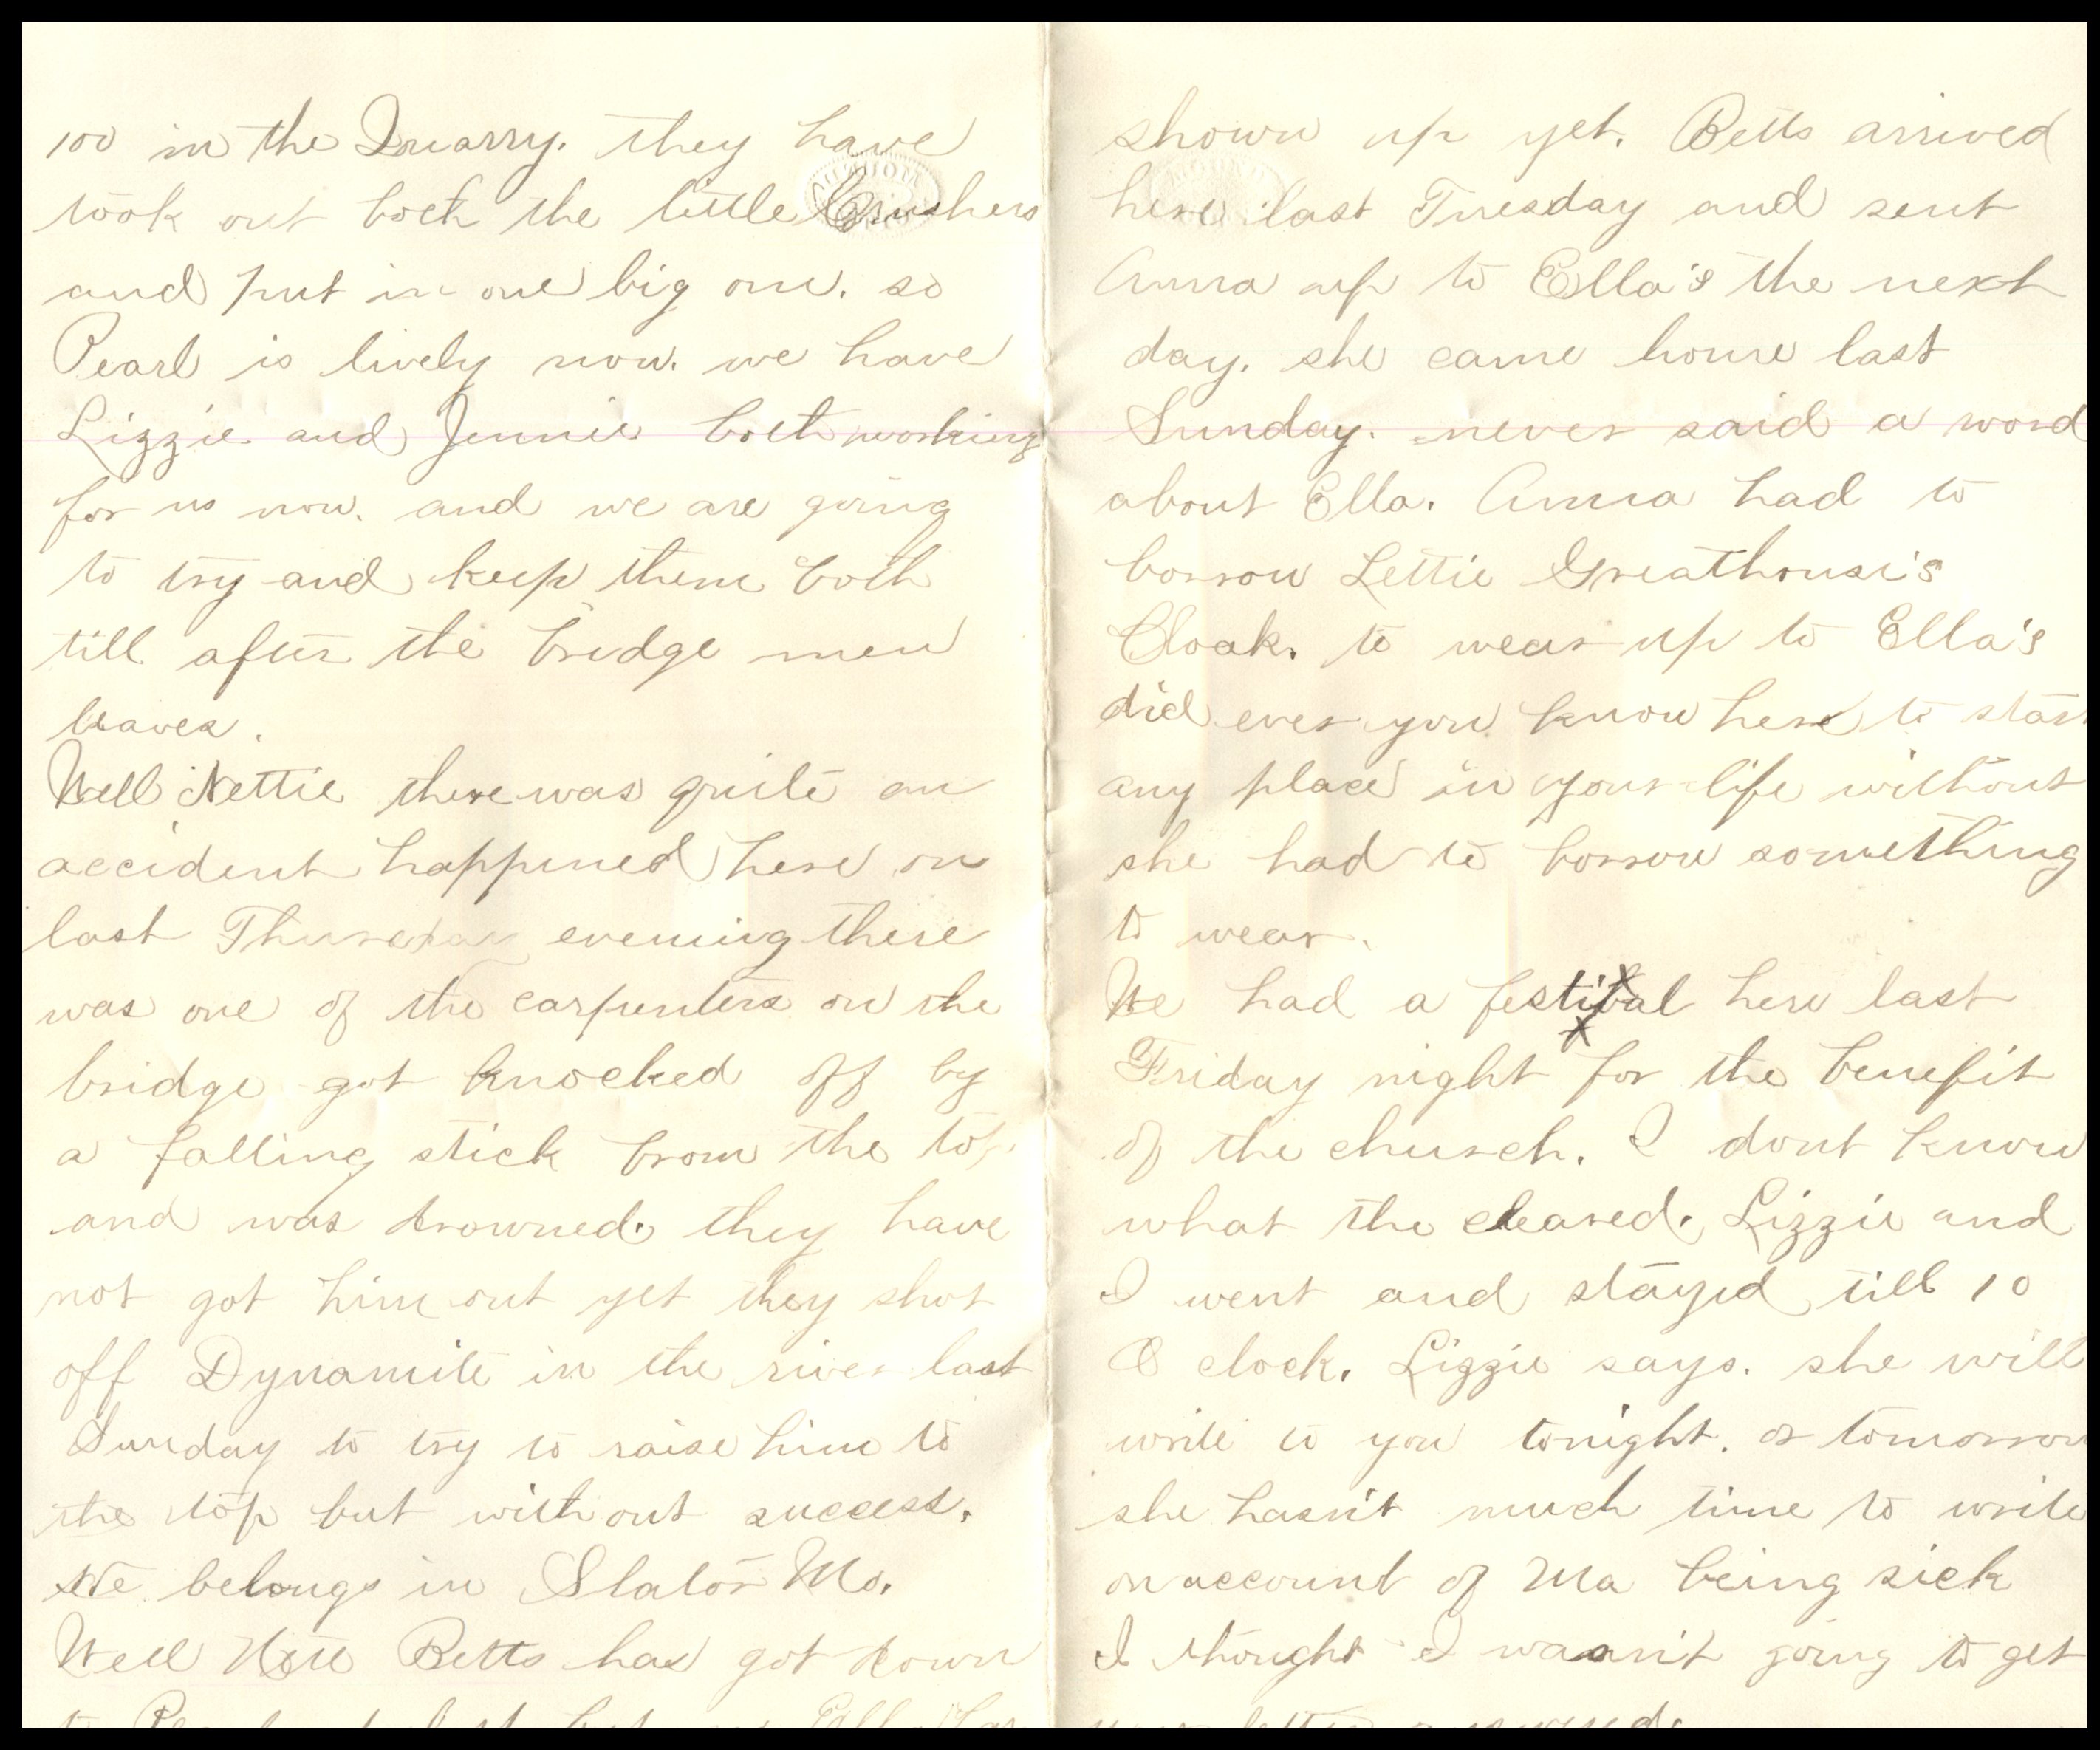 100 in the Quarry. they have
took out both the little Crushers
and put in one big one. so
Pearl is lively now. we have
Lizzie and Jennie both working
for us now. and we are going
to try and keep them both
till after the bridge men
leaves.
Well Nettie there was quite an
accident happined here on
last Thursday evening there
was one of the carpenters on the
bridge got knocked off by
a falling stick from the top
and was drowned. they have
not got him out yet they shot
off Dynamite in the river last
Sunday to try to raise him to
the top but without success.
He belongs in Slator Mo.
Well Nett Betts has got down
shown up yet. Betts arrived
here last Tuesday and sent
Anna up to Ella's the next
day. she came home last
Sunday. never said a word
about Ella. Anna had to
borrow Lettie Greathouse's
Cloak. to wear up to Ella's
did ever you know here to start
any place in your life without
she had to borrow something
to wear.
We had a festival here last
Friday night for the benefit
of the church. I dont know
what the cleared. Lizzie and
I went and stayed till 10
O clock. Lizzie says. she will
write to you tonight. or tomorrow
she hasn't much time to write
on account of Ma being sick
I thought I wasn't going to get